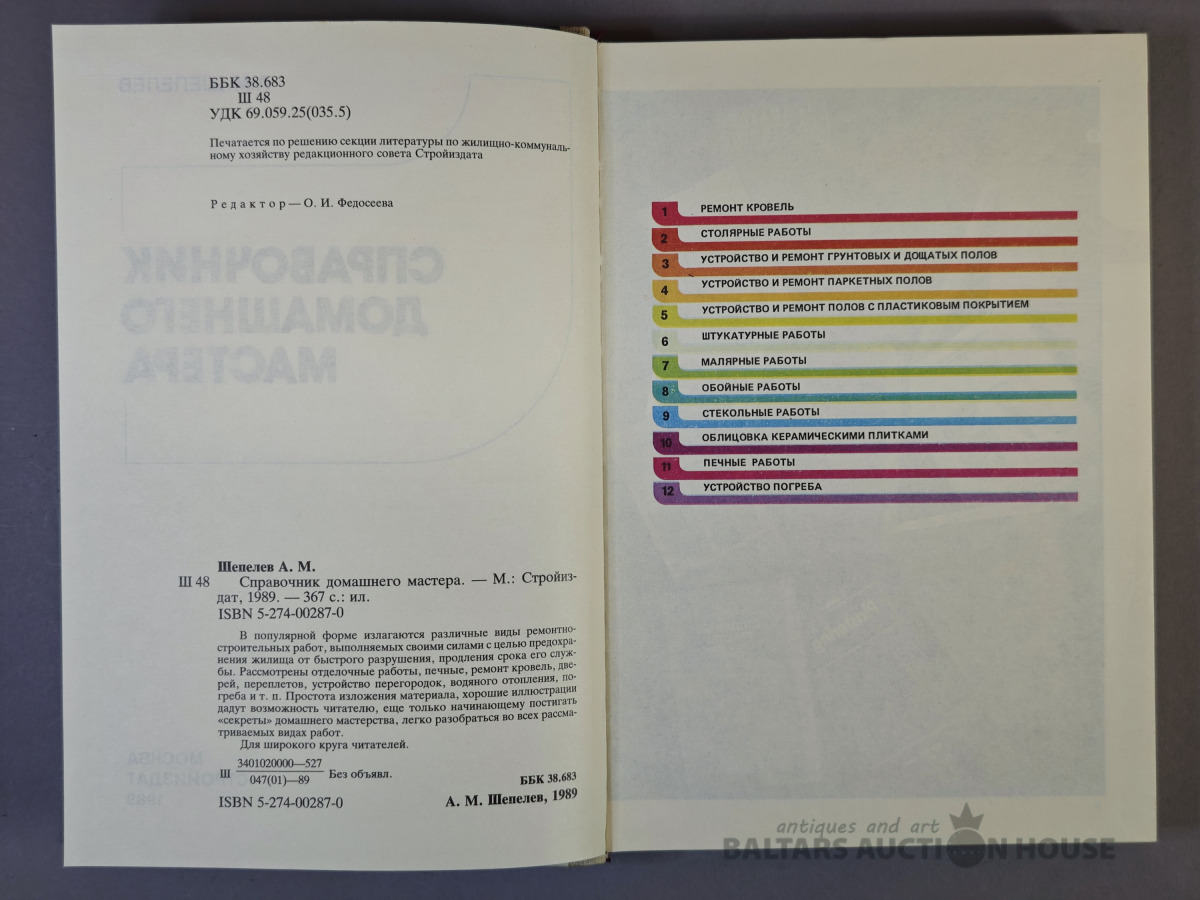 ББК 38.683
Ш 48
УДК 69.059.25(035.5)
Печатается по решению секции литературы по жилищно-коммуналь-
ному хозяйству редакционного совета Стройиздата
Редактор — О. И. Федосеева
СПРАВОЧНИК
ДОМАШНЕГО
МАСТЕРА
Шепелев А. М.
Ш 48 Справочник домашнего мастера. — М.: Стройиз-
дат, 1989. — 367 с.: ил.
ISBN 5-274-00287-0
В популярной форме излагаются различные виды ремонтно-
строительных работ, выполняемых своими силами с целью предохра-
нения жилища от быстрого разрушения, продления срока его служ-
бы. Рассмотрены отделочные работы, печные, ремонт кровель, две-
рей, переплетов, устройство перегородок, водяного отопления, по-
греба и т. п. Простота изложения материала, хорошие иллюстрации
дадут возможность читателю, еще только начинающему постигать
«секреты» домашнего мастерства, легко разобраться во всех рассма-
триваемых видах работ.
Для широкого круга читателей.
Ш 3401020000—527
047(01)—89 Без объявл.
ББК 38.683
ISBN 5-274-00287-0
А. М. Шепелев, 1989
МОСКВА
СТРОЙИЗДАТ
1989
1 РЕМОНТ КРОВЕЛЬ
2 СТОЛЯРНЫЕ РАБОТЫ
3 УСТРОЙСТВО И РЕМОНТ ГРУНТОВЫХ И ДОЩАТЫХ ПОЛОВ
4 УСТРОЙСТВО И РЕМОНТ ПАРКЕТНЫХ ПОЛОВ
5 УСТРОЙСТВО И РЕМОНТ ПОЛОВ С ПЛАСТИКОВЫМ ПОКРЫТИЕМ
6 ШТУКАТУРНЫЕ РАБОТЫ
7 МАЛЯРНЫЕ РАБОТЫ
8 ОБОЙНЫЕ РАБОТЫ
9 СТЕКОЛЬНЫЕ РАБОТЫ
10 ОБЛИЦОВКА КЕРАМИЧЕСКИМИ ПЛИТКАМИ
11 ПЕЧНЫЕ РАБОТЫ
12 УСТРОЙСТВО ПОГРЕБА
antiques and art
BALTARS AUCTION HOUSE